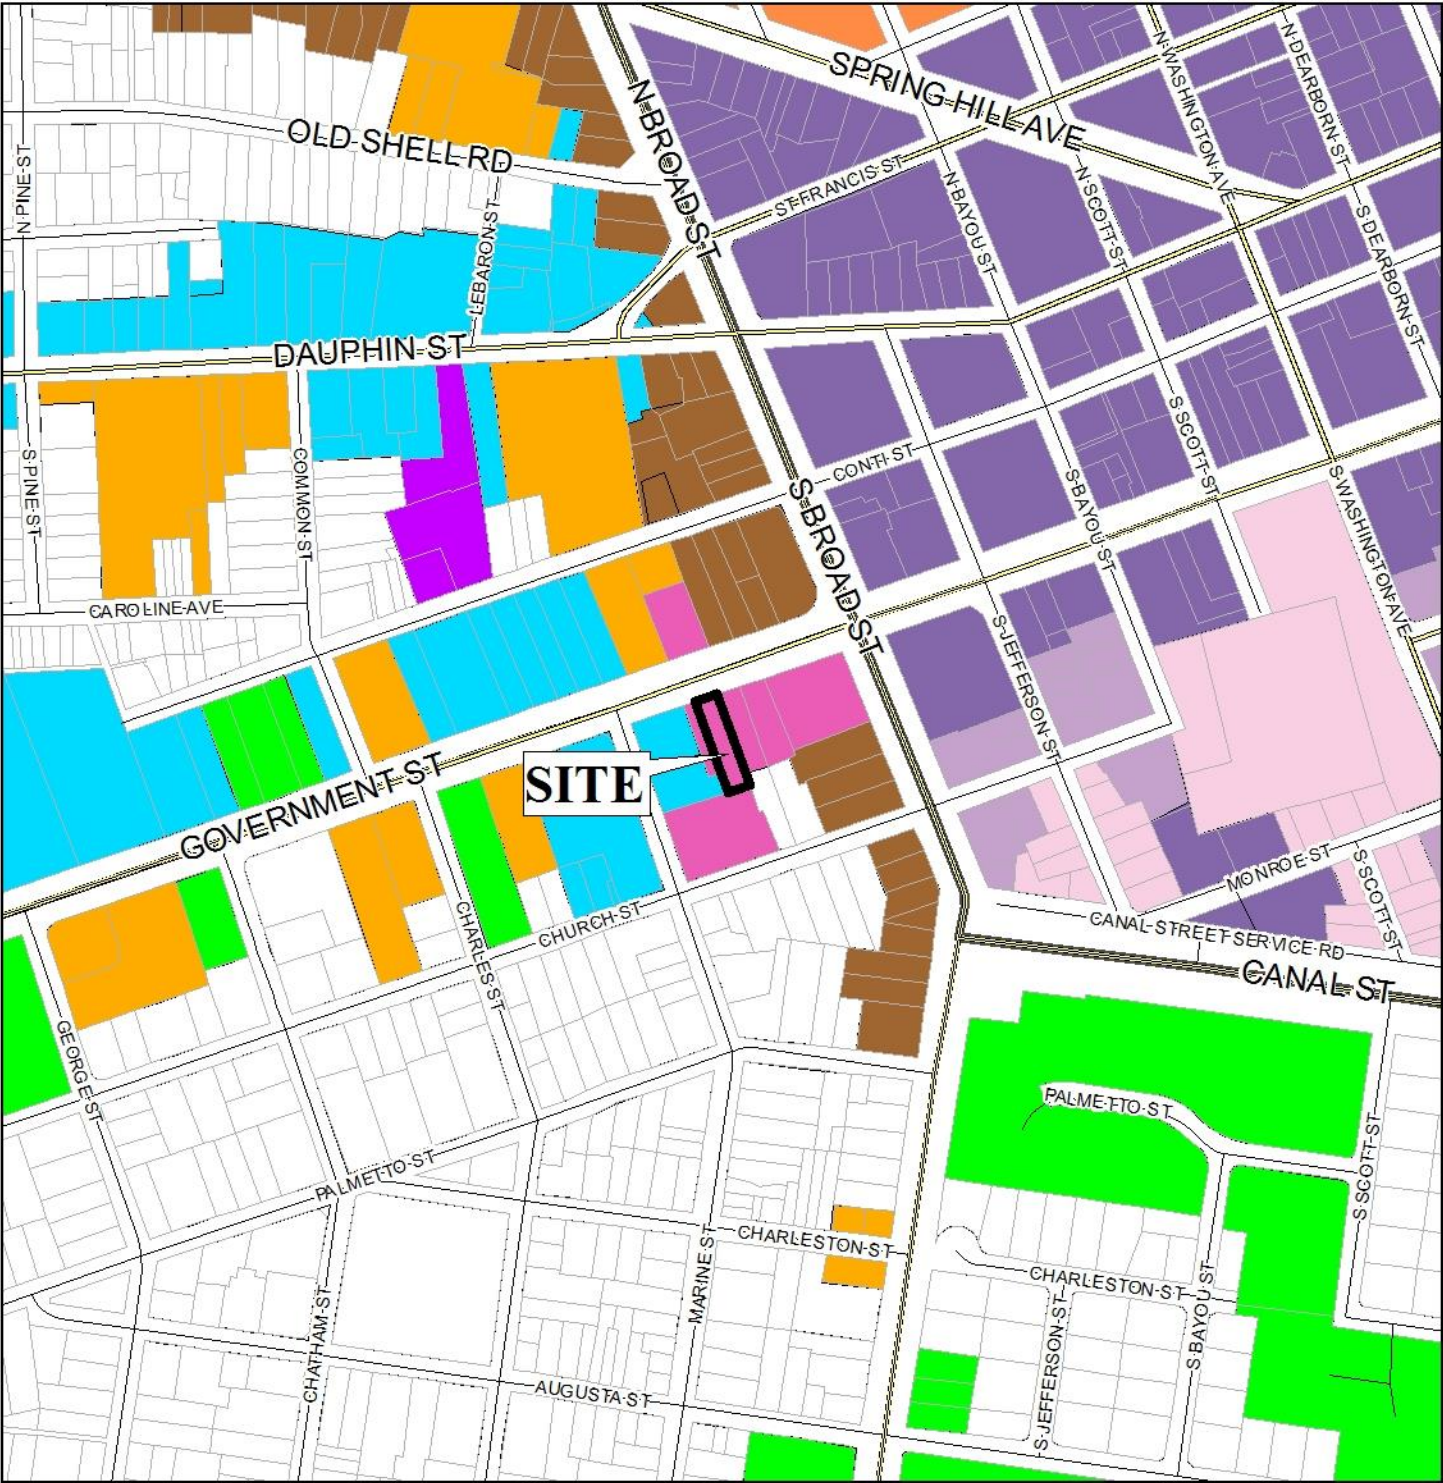 SPRING HILL AVE
N WASHINGTON AVE
N DEARBORN ST
N BROAD ST
OLD SHELL RD
N PINE ST
ST FRANCIS ST
N BAYOU ST
N SCOTT ST
S DEARBORN ST
LEBARON ST
DAUPHIN ST
S PINE ST
COMMON ST
CONTI ST
S BROAD ST
S BAYOU ST
S SCOTT ST
S WASHINGTON AVE
CAROLINE AVE
S JEFFERSON ST
SITE
GOVERNMENT ST
CHARLES ST
CHURCH ST
MONROE ST
S SCOTT ST
CANAL STREET SERVICE RD
CANAL ST
GEORGE ST
PALMETTO ST
PALMETTO ST
S SCOTT ST
CHARLESTON ST
MARINE ST
CHARLESTON ST
CHATHAM ST
S JEFFERSON ST
S BAYOU ST
AUGUSTA ST